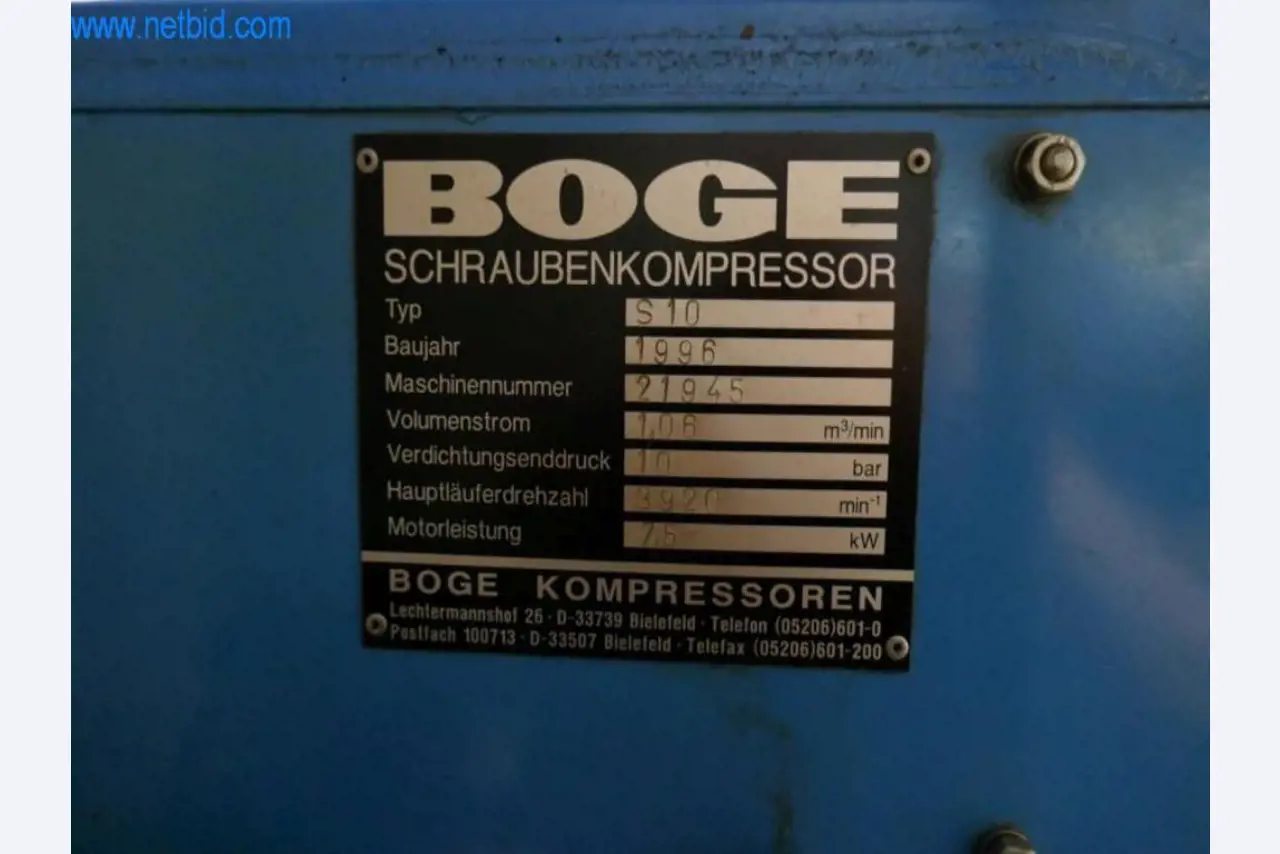 www.netbid.com
BOGE
SCHRAUBENKOMPRESSOR
Typ S 10
Baujahr 1996
Maschinennummer 21945
Volumenstrom 1,06 m³/min
Verdichtungsenddruck 10 bar
Hauptläuferdrehzahl 3920 min⁻¹
Motorleistung 7,5 kW
BOGE KOMPRESSOREN
Lechtermannshof 26 · D-33739 Bielefeld · Telefon (05206)601-0
Postfach 100713 · D-33507 Bielefeld · Telefax (05206)601-200